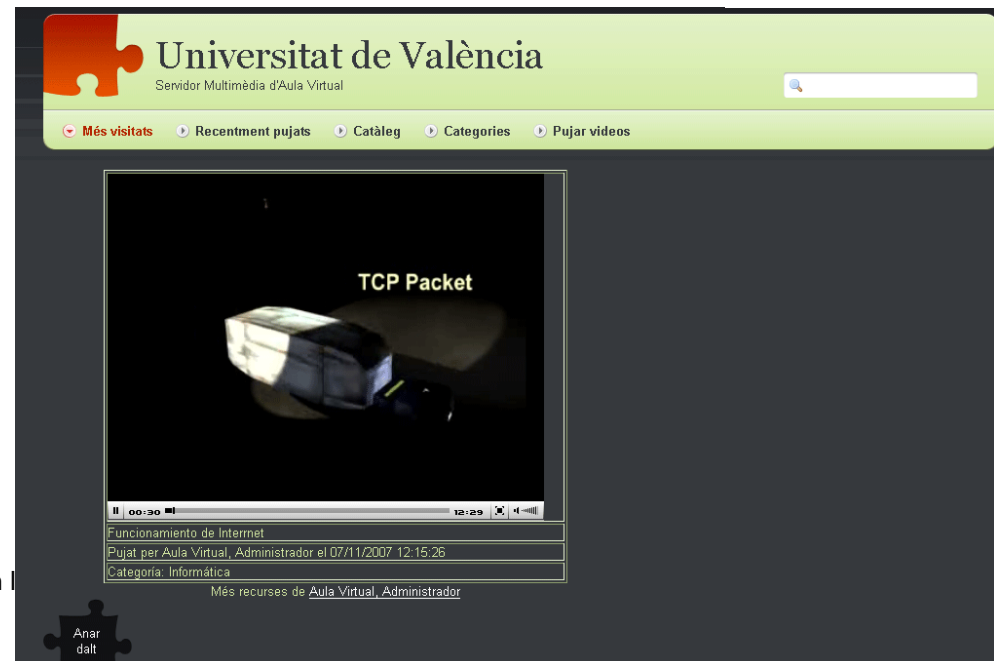 Universitat de València
Servidor Multimèdia d'Aula Virtual
Més visitats Recentment pujats Catàleg Categories Pujar videos
TCP Packet
00:30 12:29
Funcionamiento de Interrnet
Pujat per Aula Virtual, Administrador el 07/11/2007 12:15:26
Categoría: Informática
Més recurses de Aula Virtual, Administrador
Anar
dalt